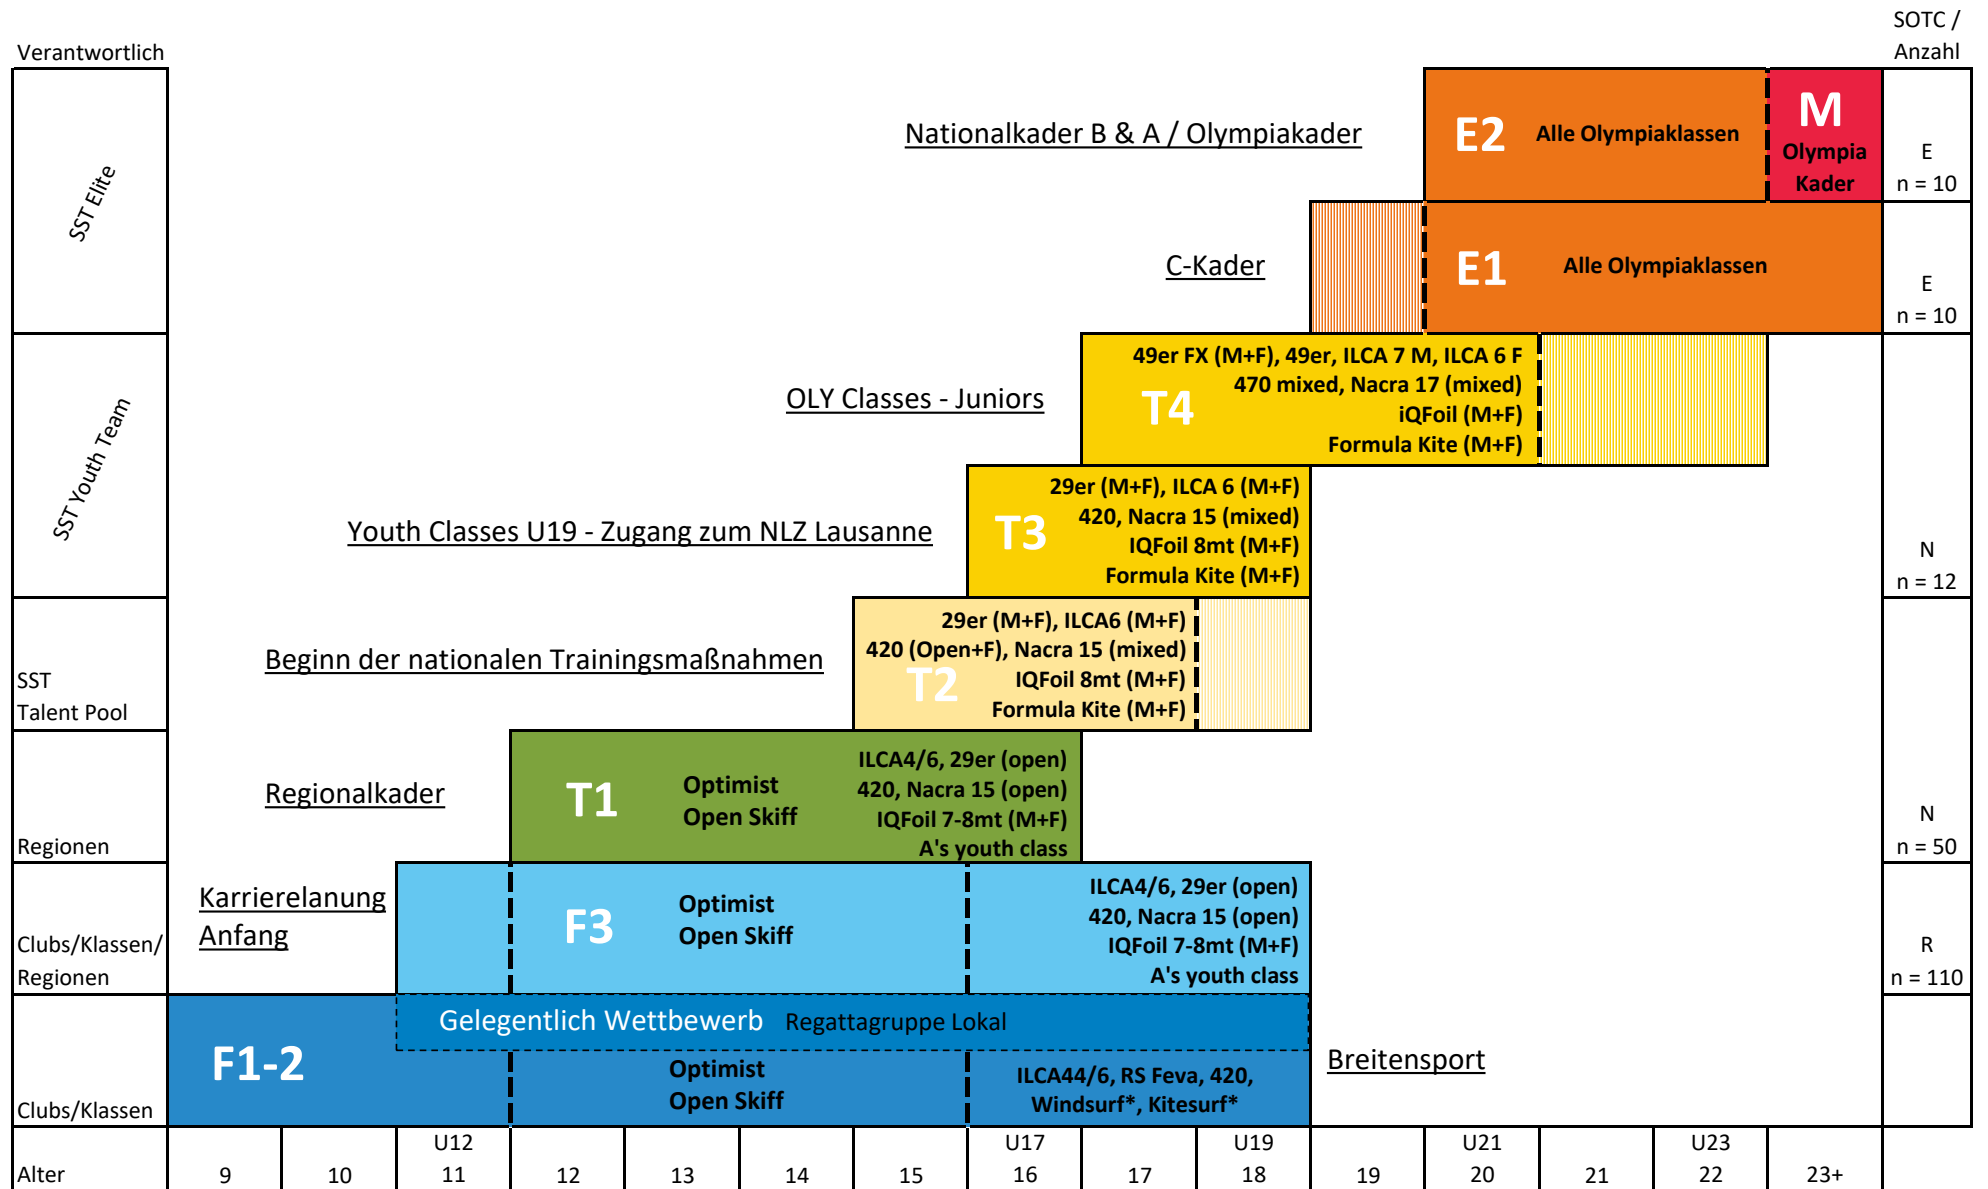 SOTC /
Verantwortlich
Anzahl
SST Elite
Nationalkader B & A / Olympiakader
E2
Alle Olympiaklassen
M
Olympia
Kader
E
n = 10
C-Kader
E1
Alle Olympiaklassen
E
n = 10
SST Youth Team
OLY Classes - Juniors
T4
49er FX (M+F), 49er, ILCA 7 M, ILCA 6 F
470 mixed, Nacra 17 (mixed)
iQFoil (M+F)
Formula Kite (M+F)
Youth Classes U19 - Zugang zum NLZ Lausanne
T3
29er (M+F), ILCA 6 (M+F)
420, Nacra 15 (mixed)
IQFoil 8mt (M+F)
Formula Kite (M+F)
N
n = 12
SST
Talent Pool
Beginn der nationalen Trainingsmaßnahmen
T2
29er (M+F), ILCA6 (M+F)
420 (Open+F), Nacra 15 (mixed)
IQFoil 8mt (M+F)
Formula Kite (M+F)
Regionen
Regionalkader
T1
Optimist
Open Skiff
ILCA4/6, 29er (open)
420, Nacra 15 (open)
IQFoil 7-8mt (M+F)
A's youth class
N
n = 50
Clubs/Klassen/
Regionen
Karrierelanung
Anfang
F3
Optimist
Open Skiff
ILCA4/6, 29er (open)
420, Nacra 15 (open)
IQFoil 7-8mt (M+F)
A's youth class
R
n = 110
Clubs/Klassen
F1-2
Gelegentlich Wettbewerb Regattagruppe Lokal
Optimist
Open Skiff
ILCA44/6, RS Feva, 420,
Windsurf*, Kitesurf*
Breitensport
U12 U17 U19 U21 U23
Alter 9 10 11 12 13 14 15 16 17 18 19 20 21 22 23+